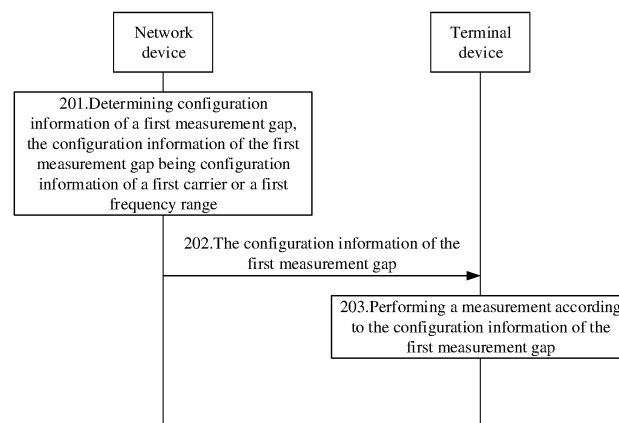 Network
device
Terminal
device
201.Determining configuration
information of a first measurement gap,
the configuration information of the first
measurement gap being configuration
information of a first carrier or a first
frequency range
202.The configuration information of the
first measurement gap
203.Performing a measurement according
to the configuration information of the
first measurement gap